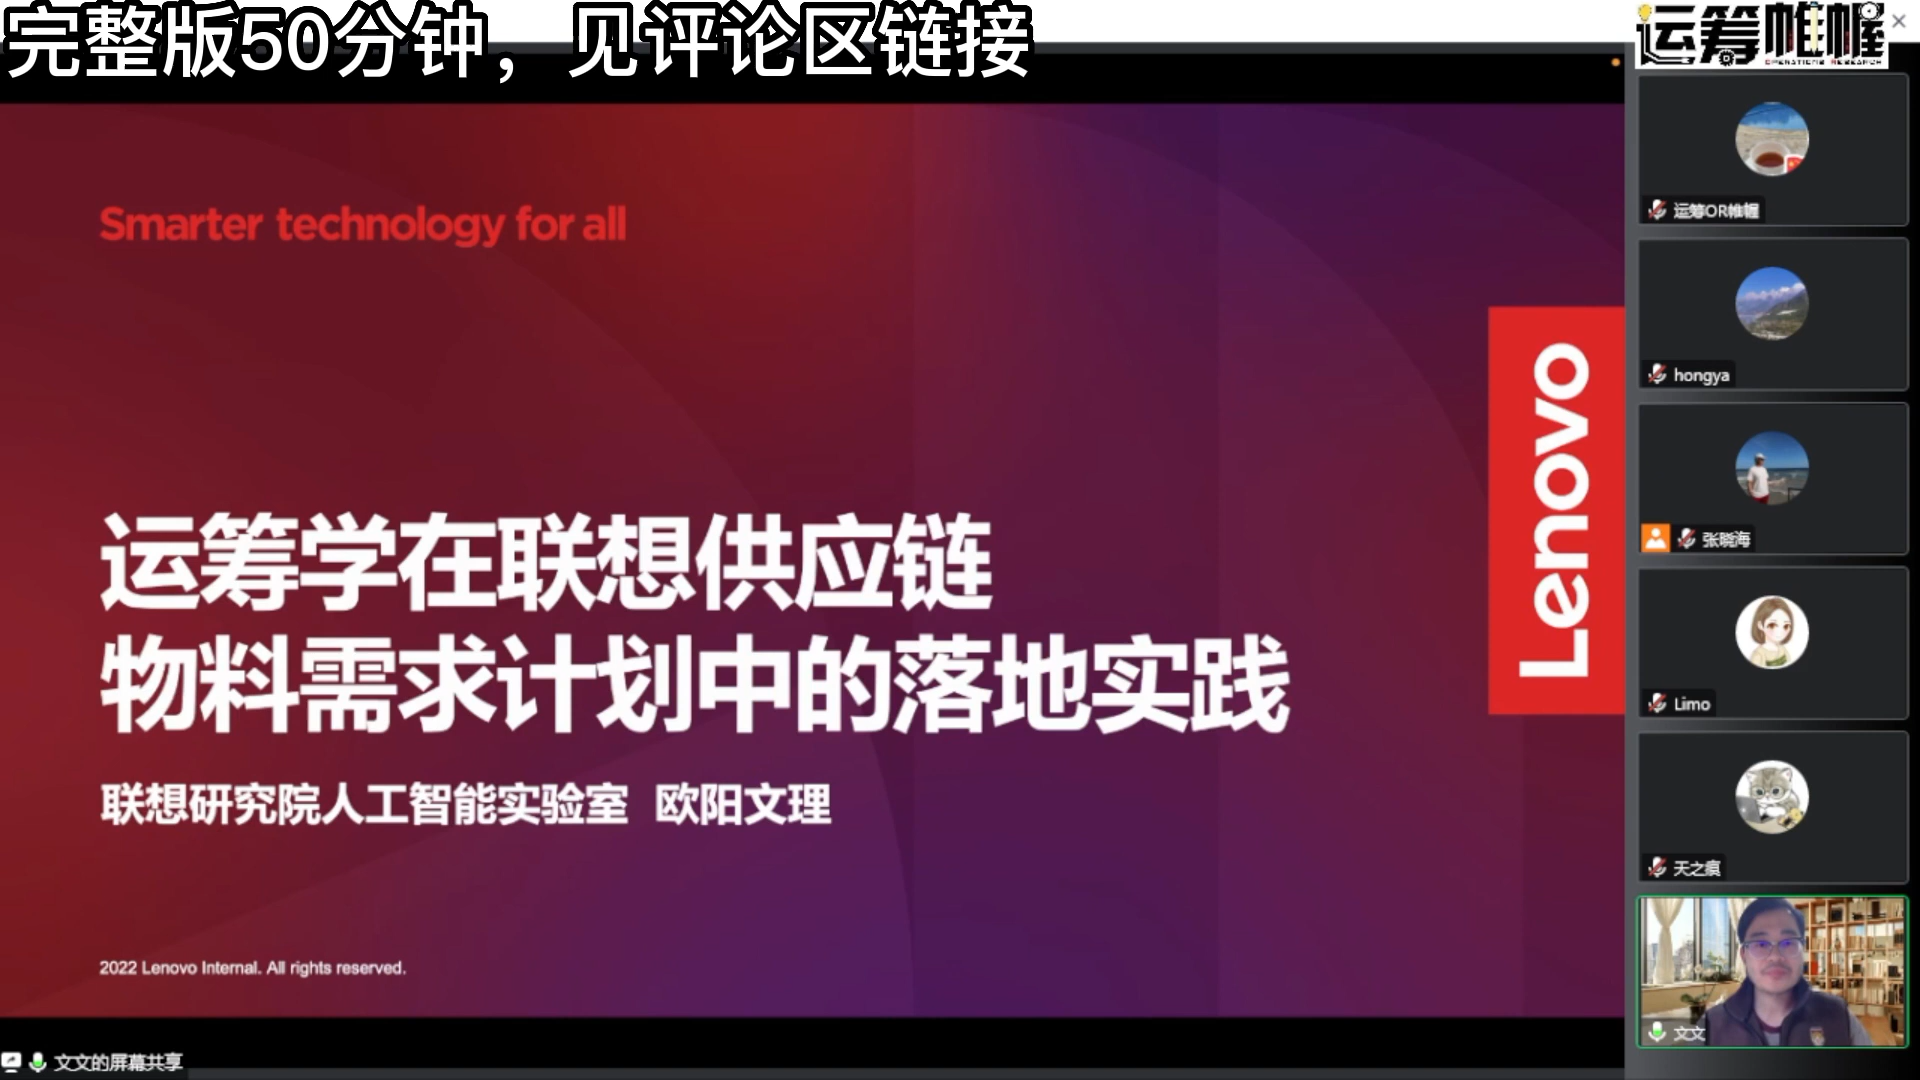 完整版50分钟，见评论区链接
运筹帷幄
OPERATIONS RESEARCH
Smarter technology for all
Lenovo
运筹学在联想供应链
物料需求计划中的落地实践
联想研究院人工智能实验室 欧阳文理
2022 Lenovo Internal. All rights reserved.
文文的屏幕共享
运筹OR帷幄
hongya
张晓海
Limo
天之痕
文文